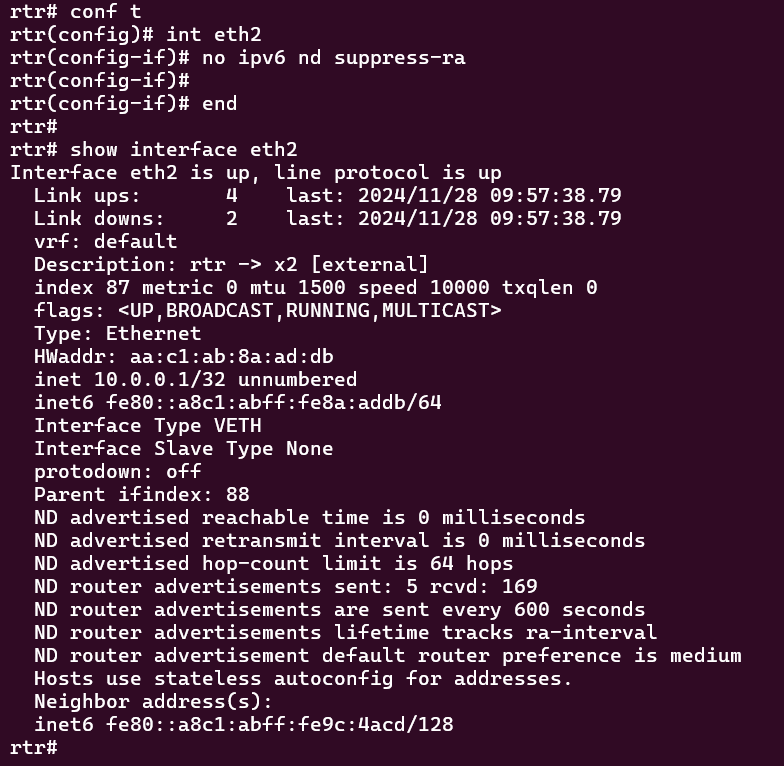 rtr# conf t
rtr(config)# int eth2
rtr(config-if)# no ipv6 nd suppress-ra
rtr(config-if)#
rtr(config-if)# end
rtr#
rtr# show interface eth2
Interface eth2 is up, line protocol is up
  Link ups:       4    last: 2024/11/28 09:57:38.79
  Link downs:     2    last: 2024/11/28 09:57:38.79
  vrf: default
  Description: rtr -> x2 [external]
  index 87 metric 0 mtu 1500 speed 10000 txqlen 0
  flags: <UP,BROADCAST,RUNNING,MULTICAST>
  Type: Ethernet
  HWaddr: aa:c1:ab:8a:ad:db
  inet 10.0.0.1/32 unnumbered
  inet6 fe80::a8c1:abff:fe8a:addb/64
  Interface Type VETH
  Interface Slave Type None
  protodown: off
  Parent ifindex: 88
  ND advertised reachable time is 0 milliseconds
  ND advertised retransmit interval is 0 milliseconds
  ND advertised hop-count limit is 64 hops
  ND router advertisements sent: 5 rcvd: 169
  ND router advertisements are sent every 600 seconds
  ND router advertisements lifetime tracks ra-interval
  ND router advertisement default router preference is medium
  Hosts use stateless autoconfig for addresses.
  Neighbor address(s):
  inet6 fe80::a8c1:abff:fe9c:4acd/128
rtr#